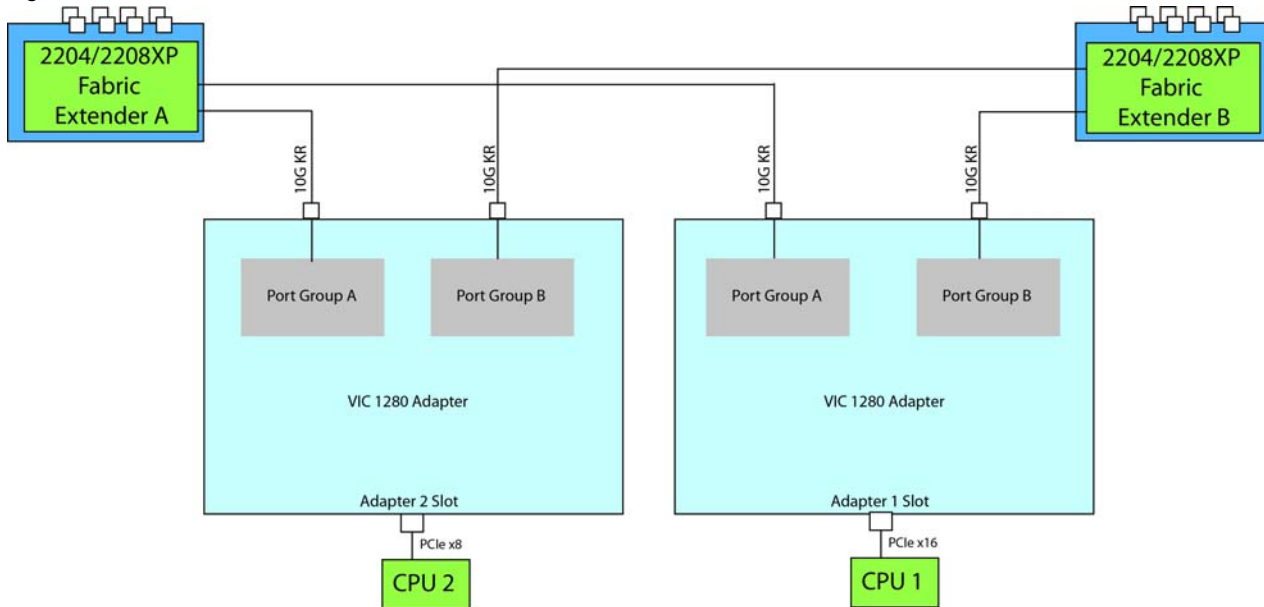 2204/2208XP
Fabric
Extender A
2204/2208XP
Fabric
Extender B
10G KR
10G KR
10G KR
10G KR
Port Group A
Port Group B
Port Group A
Port Group B
VIC 1280 Adapter
VIC 1280 Adapter
Adapter 2 Slot
Adapter 1 Slot
PCIe x8
PCIe x16
CPU 2
CPU 1